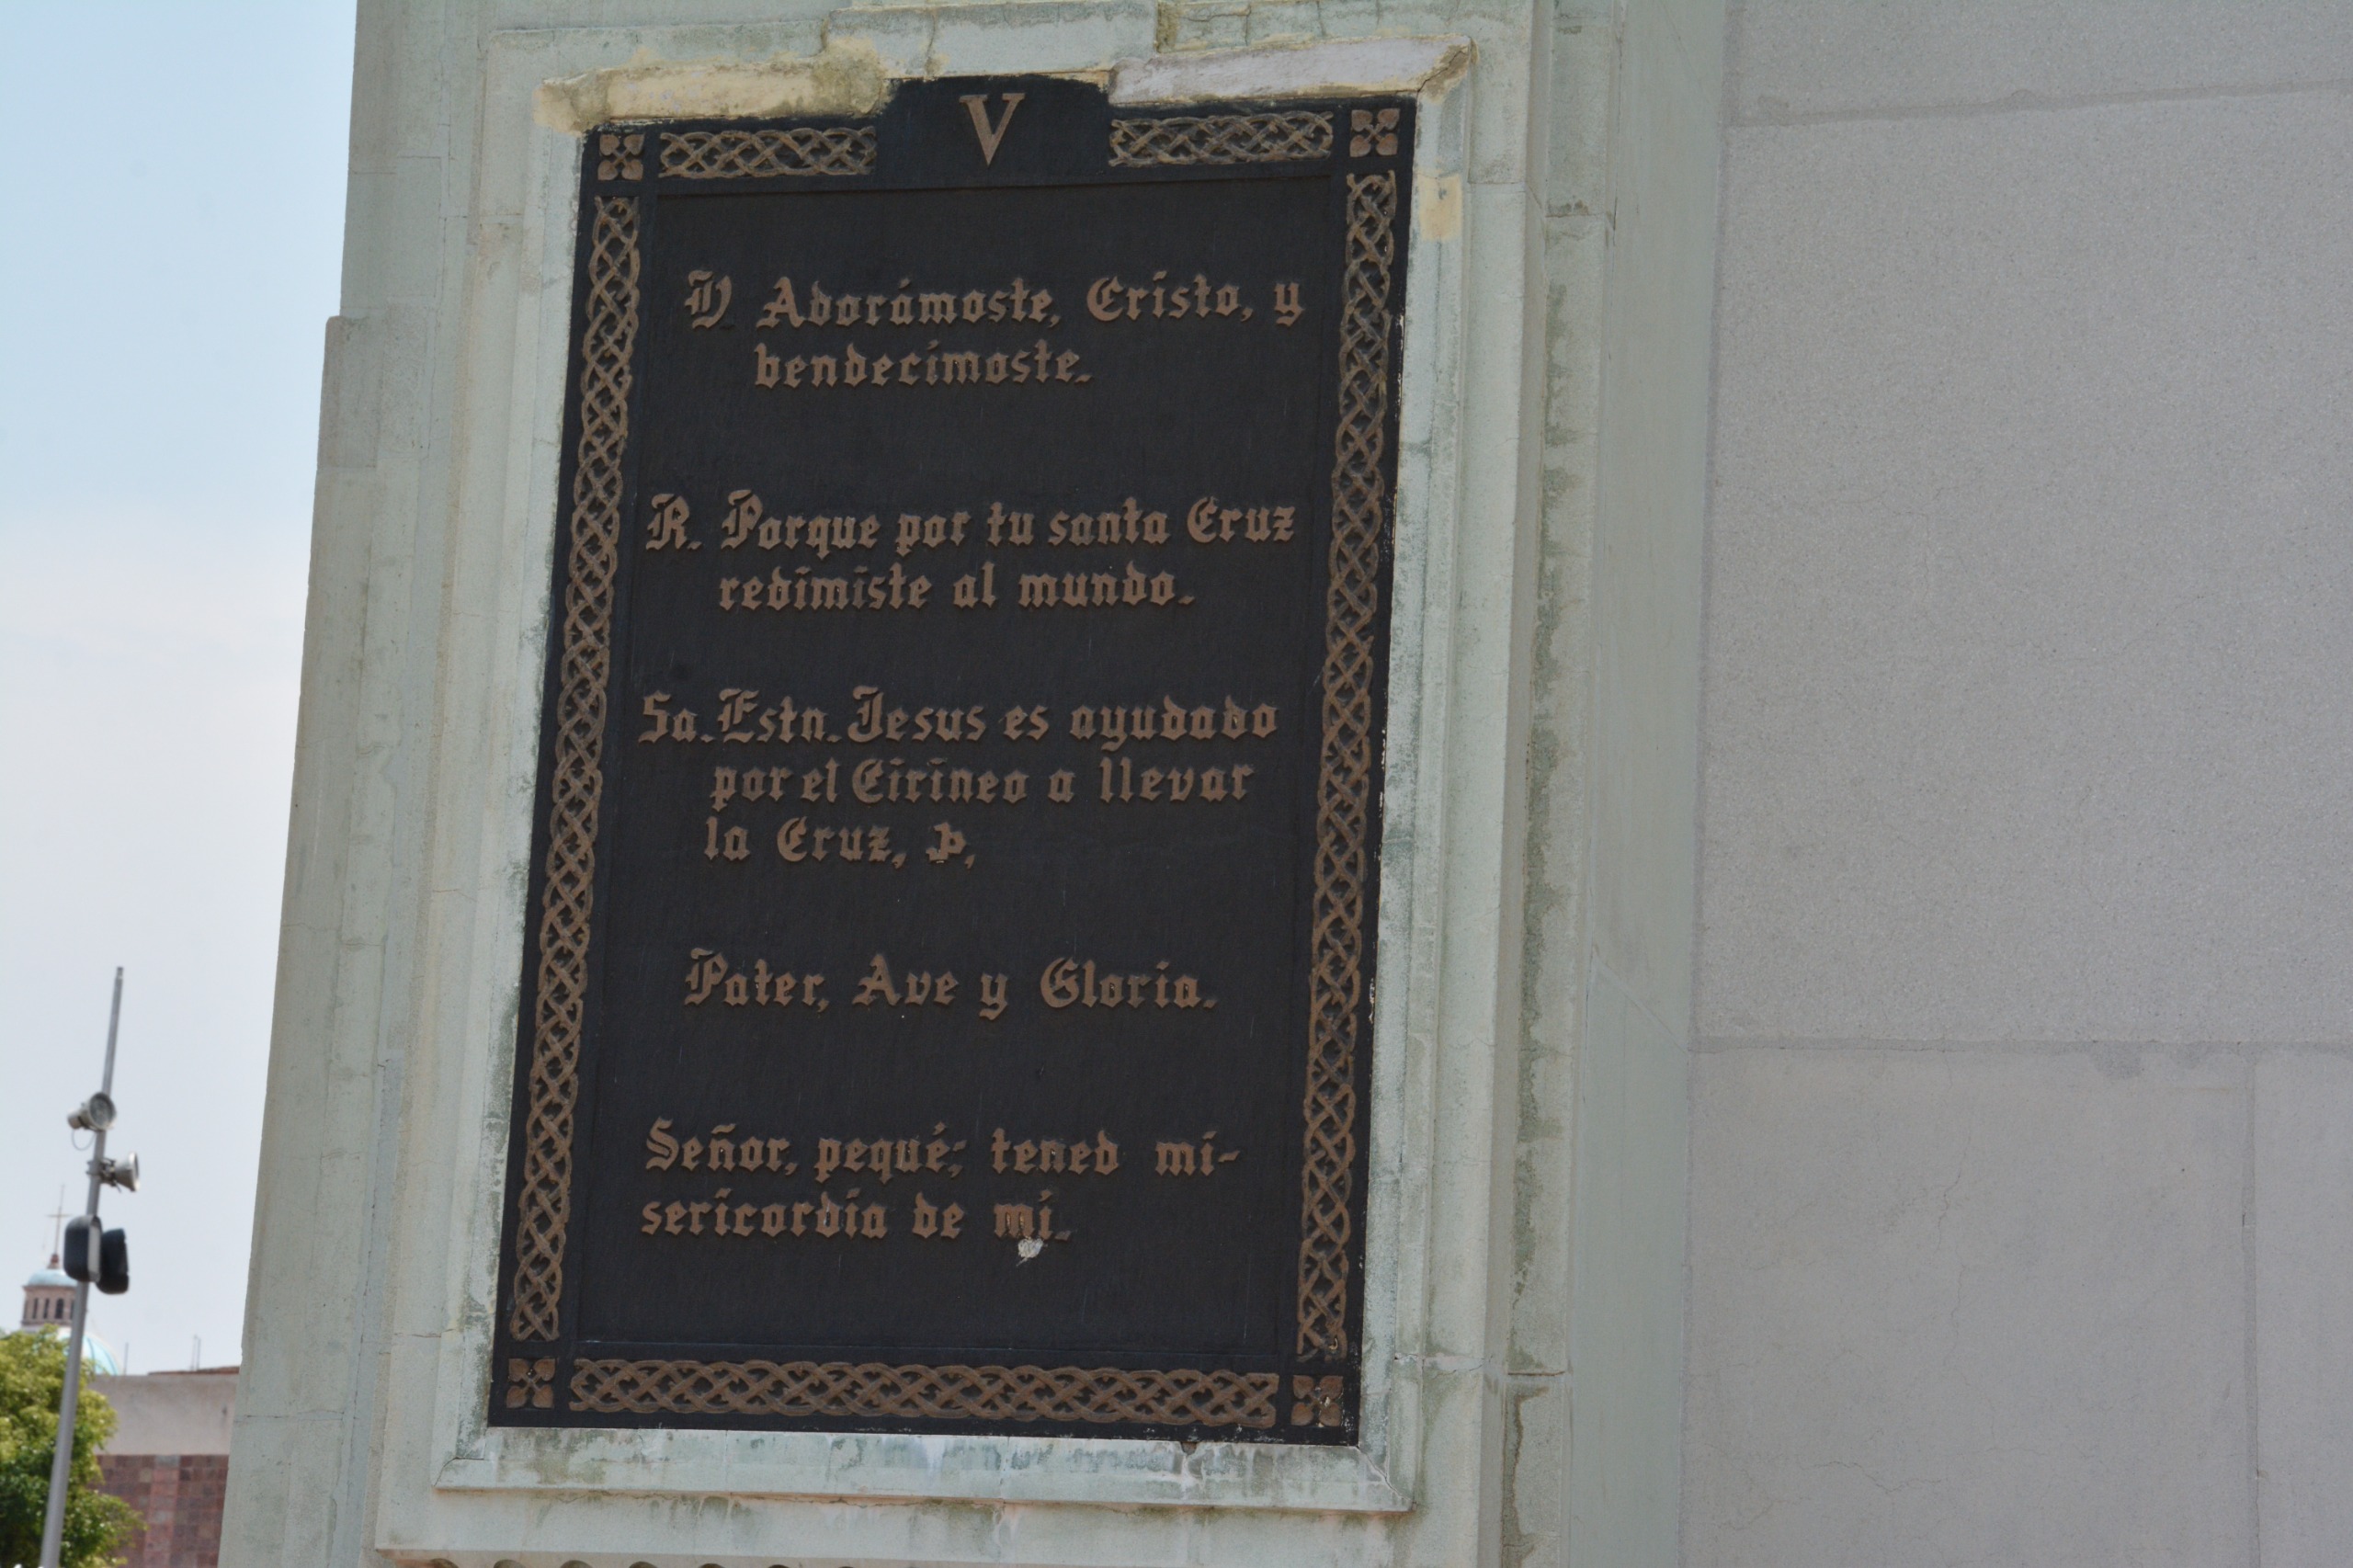 V
V. Adorámoste, Cristo, y
bendecimoste.
R. Porque por tu santa Cruz
redimiste al mundo.
5a. Estn. Jesus es ayudado
por el Cirineo a llevar
la Cruz,
Pater, Ave y Gloria.
Señor, pequé; tened mi-
sericordia de mi.